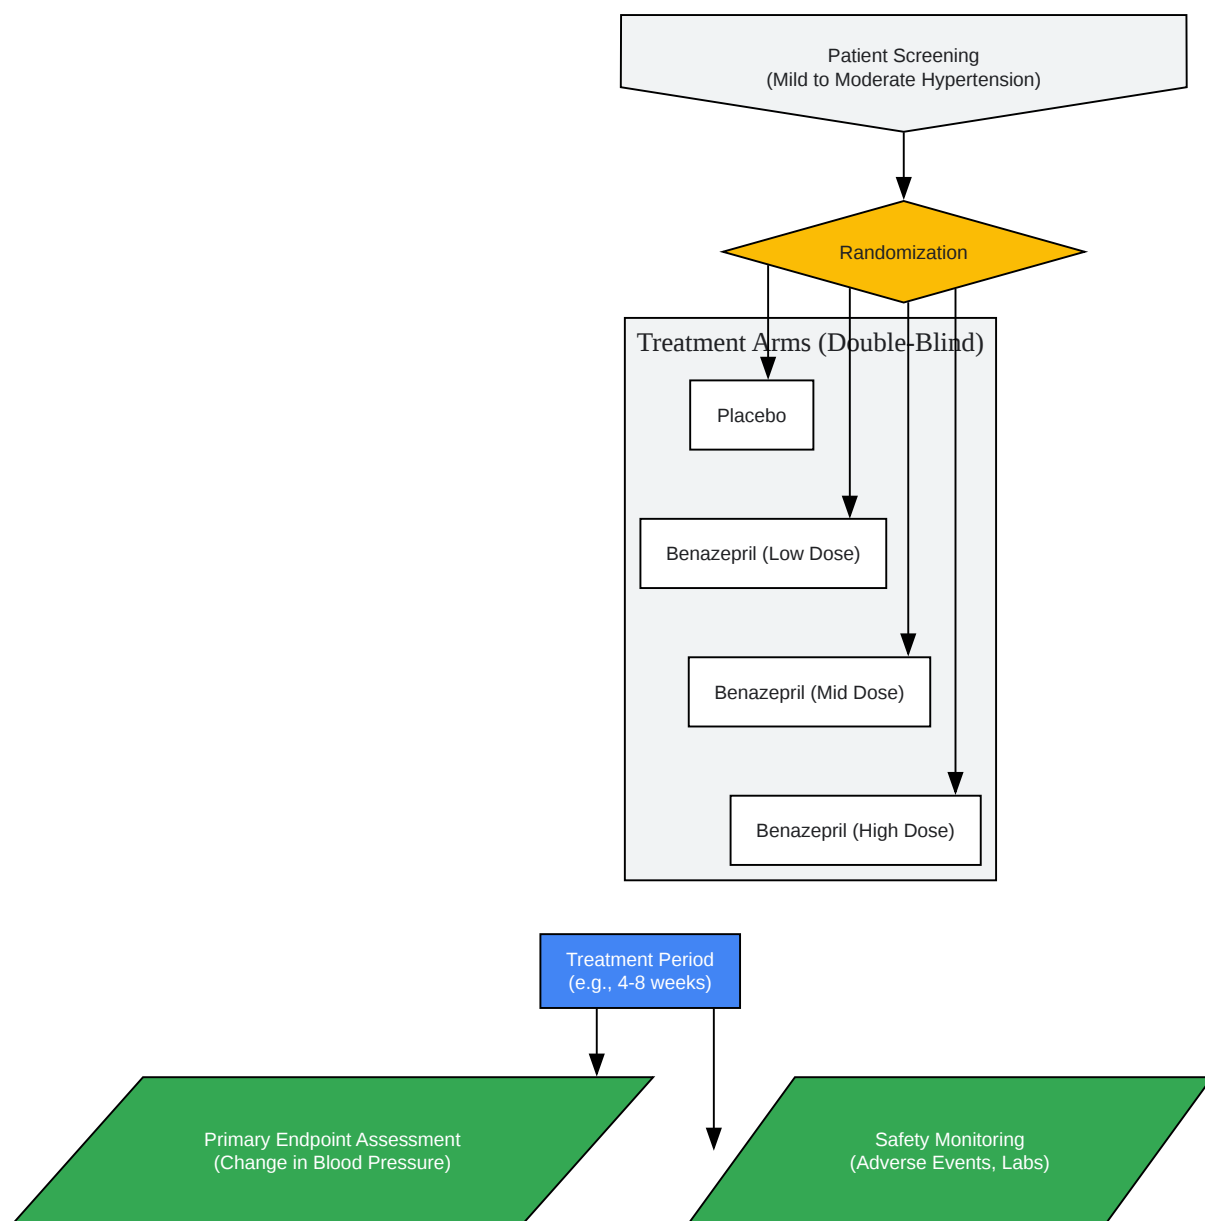 Patient Screening
(Mild to Moderate Hypertension)
Randomization
Treatment Arms (Double-Blind)
Placebo
Benazepril (Low Dose)
Benazepril (Mid Dose)
Benazepril (High Dose)
Treatment Period
(e.g., 4-8 weeks)
Primary Endpoint Assessment
(Change in Blood Pressure)
Safety Monitoring
(Adverse Events, Labs)